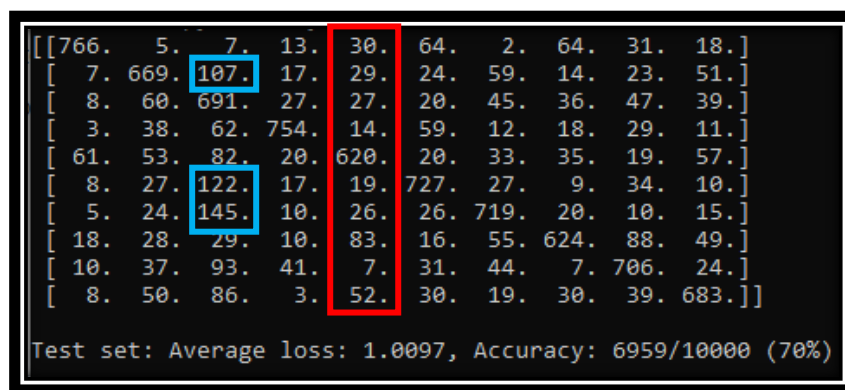 [[766. 5. 7. 13. 30. 64. 2. 64. 31. 18.]
[ 7. 669. 107. 17. 29. 24. 59. 14. 23. 51.]
[ 8. 60. 691. 27. 27. 20. 45. 36. 47. 39.]
[ 3. 38. 62. 754. 14. 59. 12. 18. 29. 11.]
[ 61. 53. 82. 20. 620. 20. 33. 35. 19. 57.]
[ 8. 27. 122. 17. 19. 727. 27. 9. 34. 10.]
[ 5. 24. 145. 10. 26. 26. 719. 20. 10. 15.]
[ 18. 28. 29. 10. 83. 16. 55. 624. 88. 49.]
[ 10. 37. 93. 41. 7. 31. 44. 7. 706. 24.]
[ 8. 50. 86. 3. 52. 30. 19. 30. 39. 683.]]
Test set: Average loss: 1.0097, Accuracy: 6959/10000 (70%)